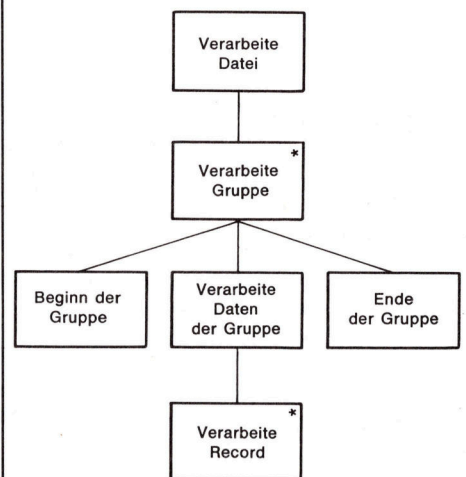 Verarbeite
Datei
*
Verarbeite
Gruppe
Beginn der
Gruppe
Verarbeite
Daten
der Gruppe
Ende
der Gruppe
*
Verarbeite
Record